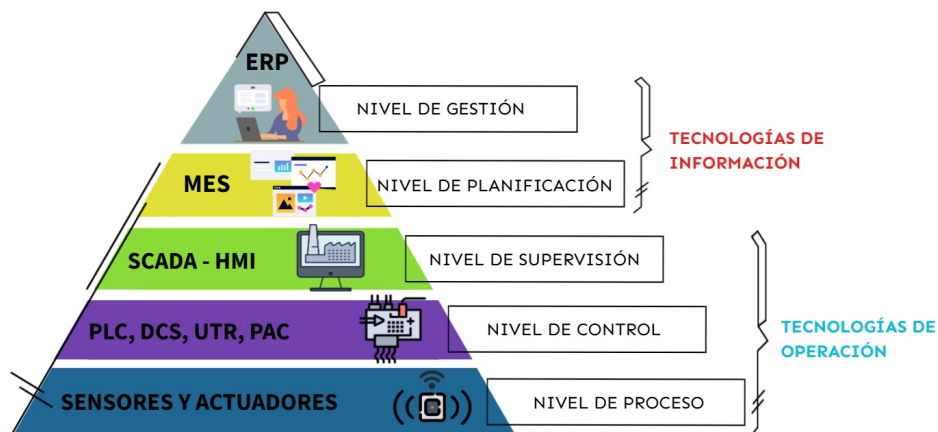 ERP
NIVEL DE GESTIÓN
TECNOLOGÍAS DE
INFORMACIÓN
MES
NIVEL DE PLANIFICACIÓN
SCADA - HMI
NIVEL DE SUPERVISIÓN
PLC, DCS, UTR, PAC
NIVEL DE CONTROL
TECNOLOGÍAS DE
OPERACIÓN
SENSORES Y ACTUADORES
NIVEL DE PROCESO